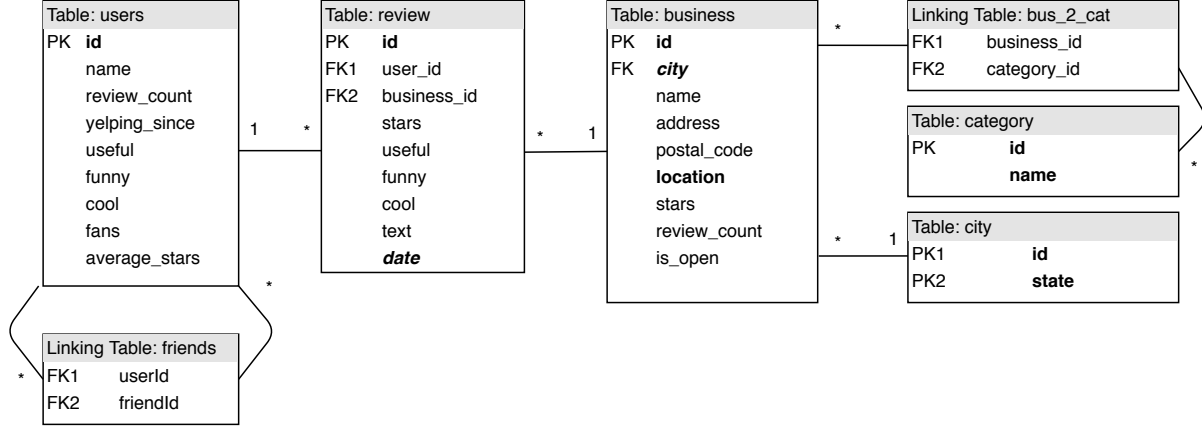 Table: users
PK id
name
review_count
yelping_since
useful
funny
cool
fans
average_stars
1
*
Table: review
PK id
FK1 user_id
FK2 business_id
stars
useful
funny
cool
text
date
*
1
Table: business
PK id
FK city
name
address
postal_code
location
stars
review_count
is_open
*
Linking Table: bus_2_cat
FK1 business_id
FK2 category_id
Table: category
PK id
name
*
*
1
Table: city
PK1 id
PK2 state
*
Linking Table: friends
*
FK1 userId
FK2 friendId